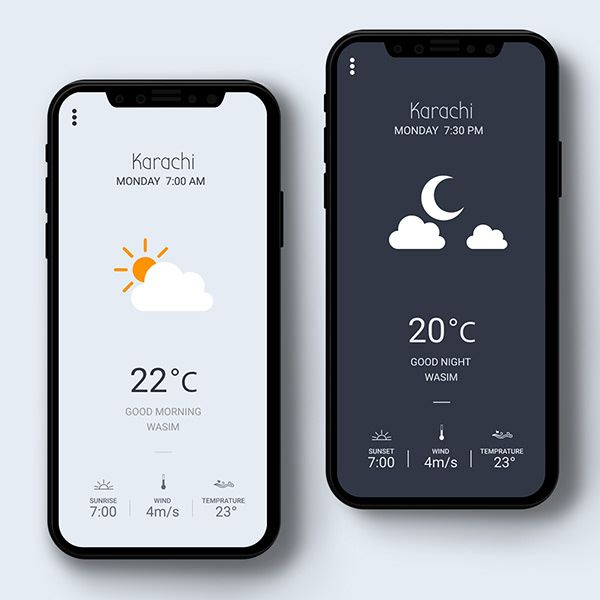 Karachi
MONDAY 7:00 AM
22°C
GOOD MORNING
WASIM
SUNRISE
7:00
WIND
4m/s
TEMPRATURE
23°
Karachi
MONDAY 7:30 PM
20°C
GOOD NIGHT
WASIM
SUNSET
7:00
WIND
4m/s
TEMPRATURE
23°